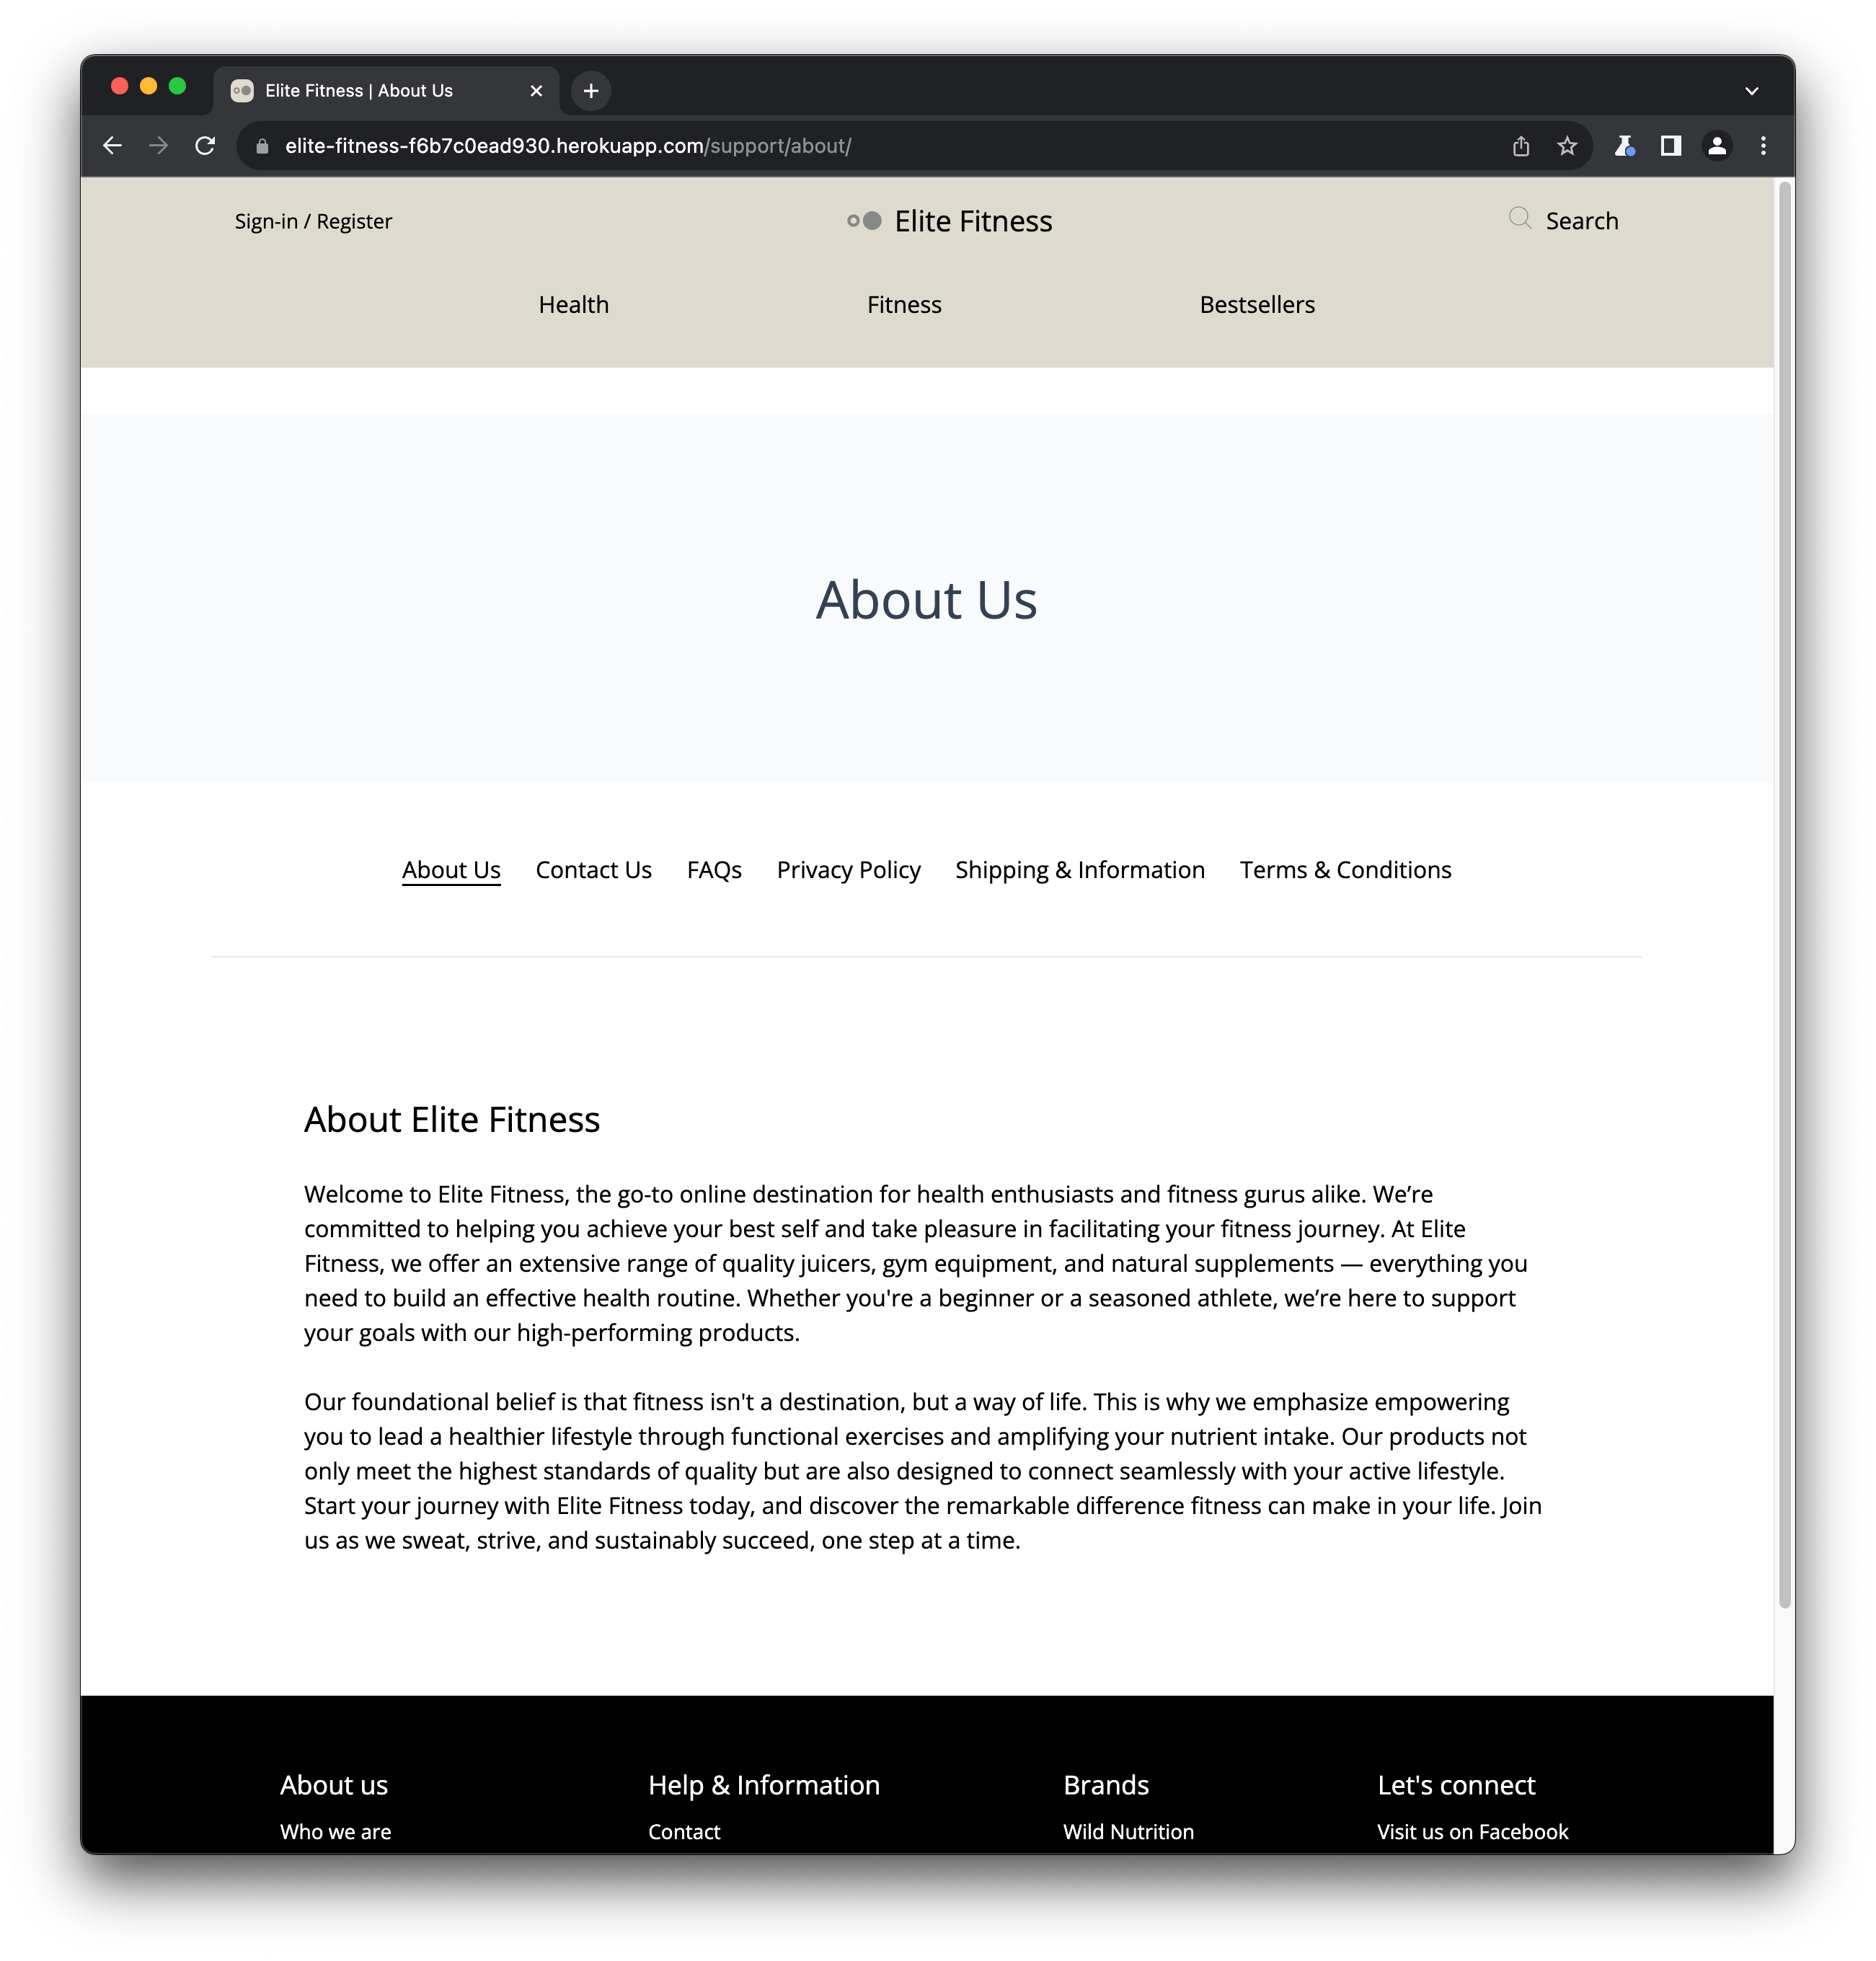 Elite Fitness | About Us
elite-fitness-f6b7c0ead930.herokuapp.com/support/about/
Sign-in / Register
Elite Fitness
Search
Health Fitness Bestsellers
About Us
About Us Contact Us FAQs Privacy Policy Shipping & Information Terms & Conditions
About Elite Fitness
Welcome to Elite Fitness, the go-to online destination for health enthusiasts and fitness gurus alike. We’re
committed to helping you achieve your best self and take pleasure in facilitating your fitness journey. At Elite
Fitness, we offer an extensive range of quality juicers, gym equipment, and natural supplements — everything you
need to build an effective health routine. Whether you're a beginner or a seasoned athlete, we’re here to support
your goals with our high-performing products.
Our foundational belief is that fitness isn't a destination, but a way of life. This is why we emphasize empowering
you to lead a healthier lifestyle through functional exercises and amplifying your nutrient intake. Our products not
only meet the highest standards of quality but are also designed to connect seamlessly with your active lifestyle.
Start your journey with Elite Fitness today, and discover the remarkable difference fitness can make in your life. Join
us as we sweat, strive, and sustainably succeed, one step at a time.
About us Help & Information Brands Let's connect
Who we are Contact Wild Nutrition Visit us on Facebook